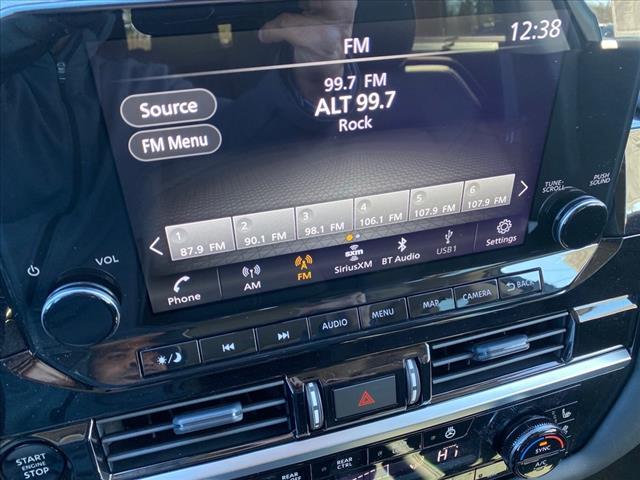 12:38
FM
99.7 FM
ALT 99.7
Rock
Source
FM Menu
1 87.9 FM
2 90.1 FM
3 98.1 FM
4 106.1 FM
5 107.9 FM
6 107.9 FM
Phone
AM
FM
sxm
SiriusXM
BT Audio
USB1
Settings
TUNE-SCROLL
PUSH SOUND
VOL
AUDIO
MENU
MAP
CAMERA
BACK
START
ENGINE
STOP
REAR
REAR
CTRL
HI
SYNC
A/C